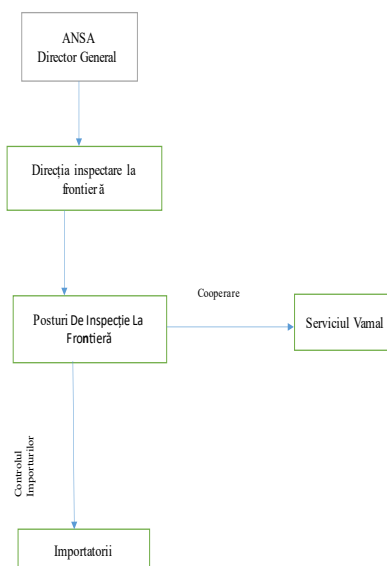 ANSA
Director General
Direcția inspectare la
frontieră
Cooperare
Posturi De Inspecție La
Frontieră
Serviciul Vamal
Controlul
Importurilor
Importatorii